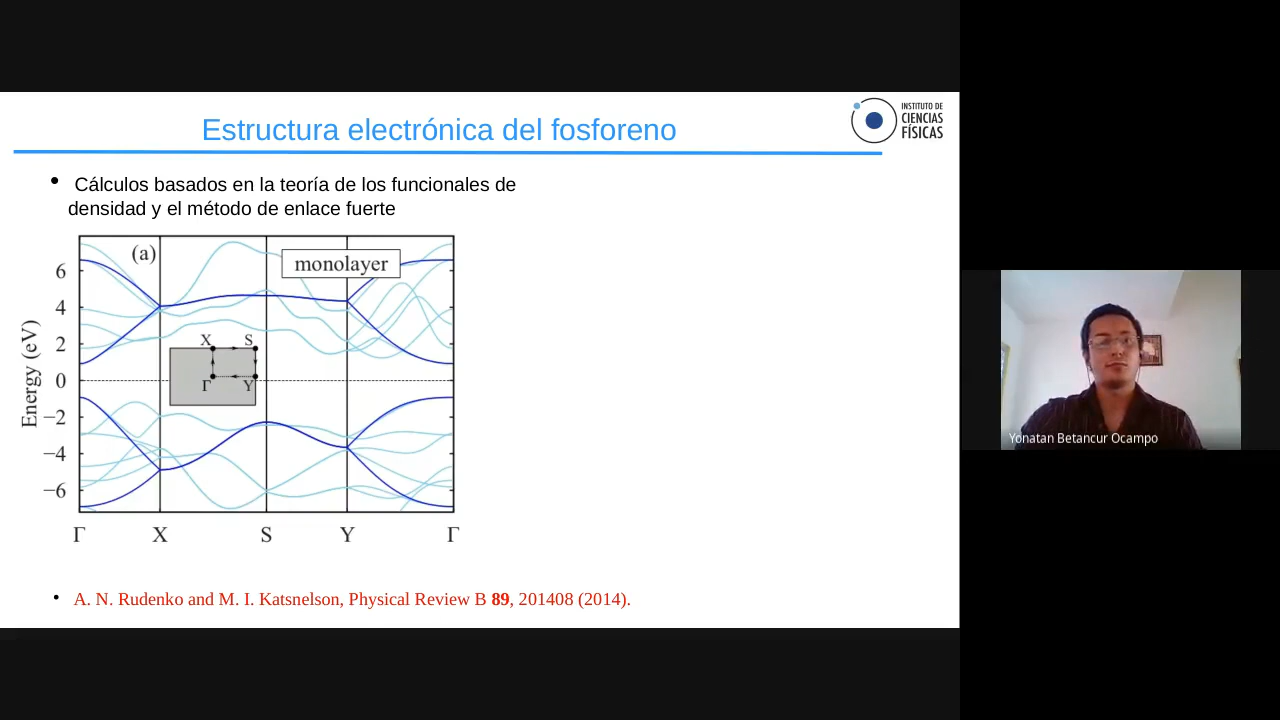 Estructura electrónica del fosforeno
INSTITUTO DE
CIENCIAS
FÍSICAS
• Cálculos basados en la teoría de los funcionales de
densidad y el método de enlace fuerte
(a)
monolayer
Energy (eV)
6
4
2
0
−2
−4
−6
X S
Γ Y
Γ X S Y Γ
Yonatan Betancur Ocampo
• A. N. Rudenko and M. I. Katsnelson, Physical Review B 89, 201408 (2014).